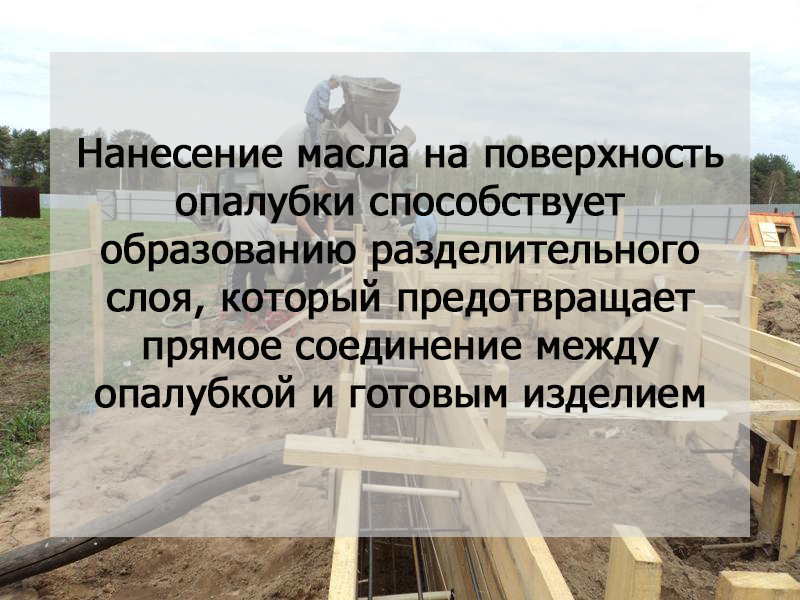 Нанесение масла на поверхность
опалубки способствует
образованию разделительного
слоя, который предотвращает
прямое соединение между
опалубкой и готовым изделием